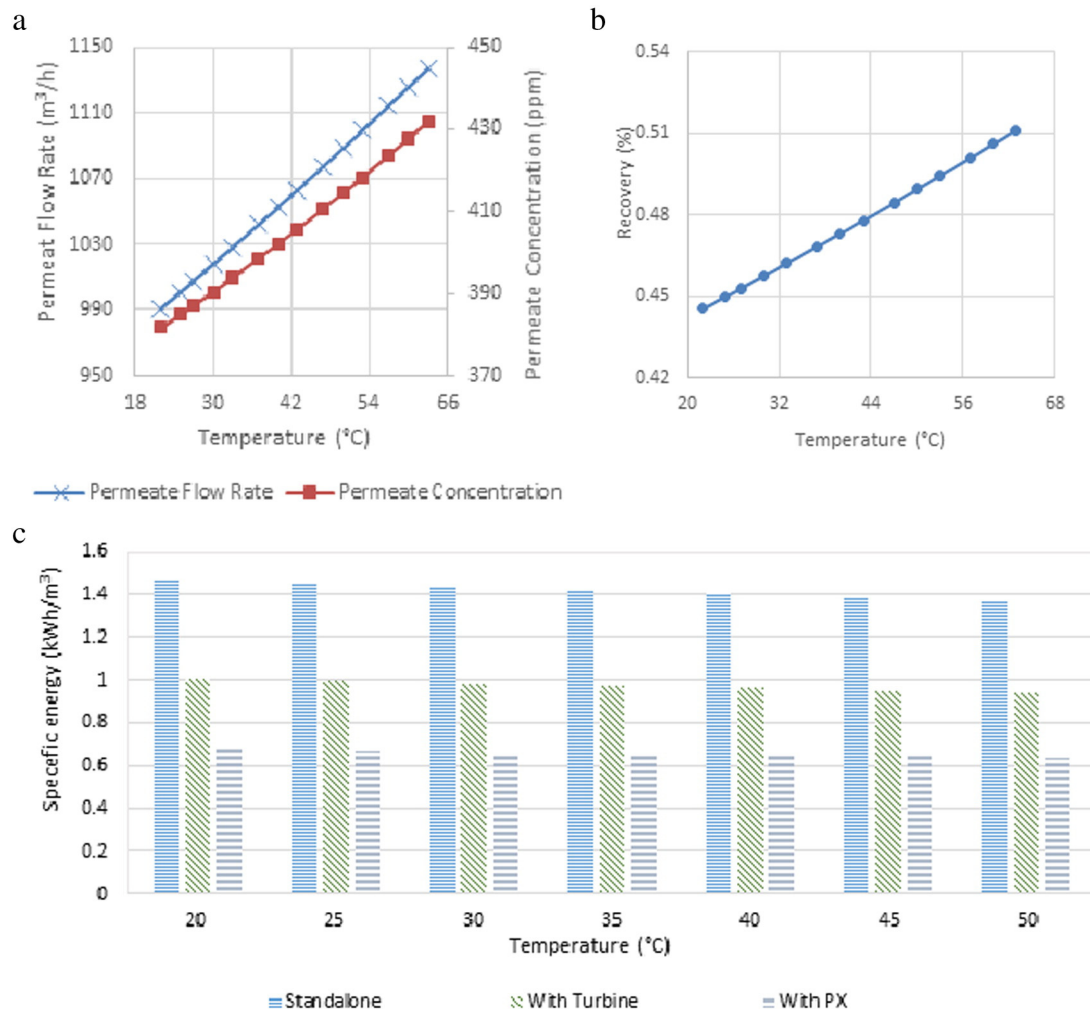 a
b
1150
1110
1070
1030
990
950
Permeat Flow Rate (m³/h)
450
430
410
390
370
Permeate Concentration (ppm)
18 30 42 54 66
Temperature (°C)
Permeate Flow Rate Permeate Concentration
0.54
0.51
0.48
0.45
0.42
Recovery (%)
20 32 44 56 68
Temperature (°C)
c
1.6
1.4
1.2
1
0.8
0.6
0.4
0.2
0
Specefic energy (kWh/m³)
20 25 30 35 40 45 50
Temperature (°C)
Standalone With Turbine With PX